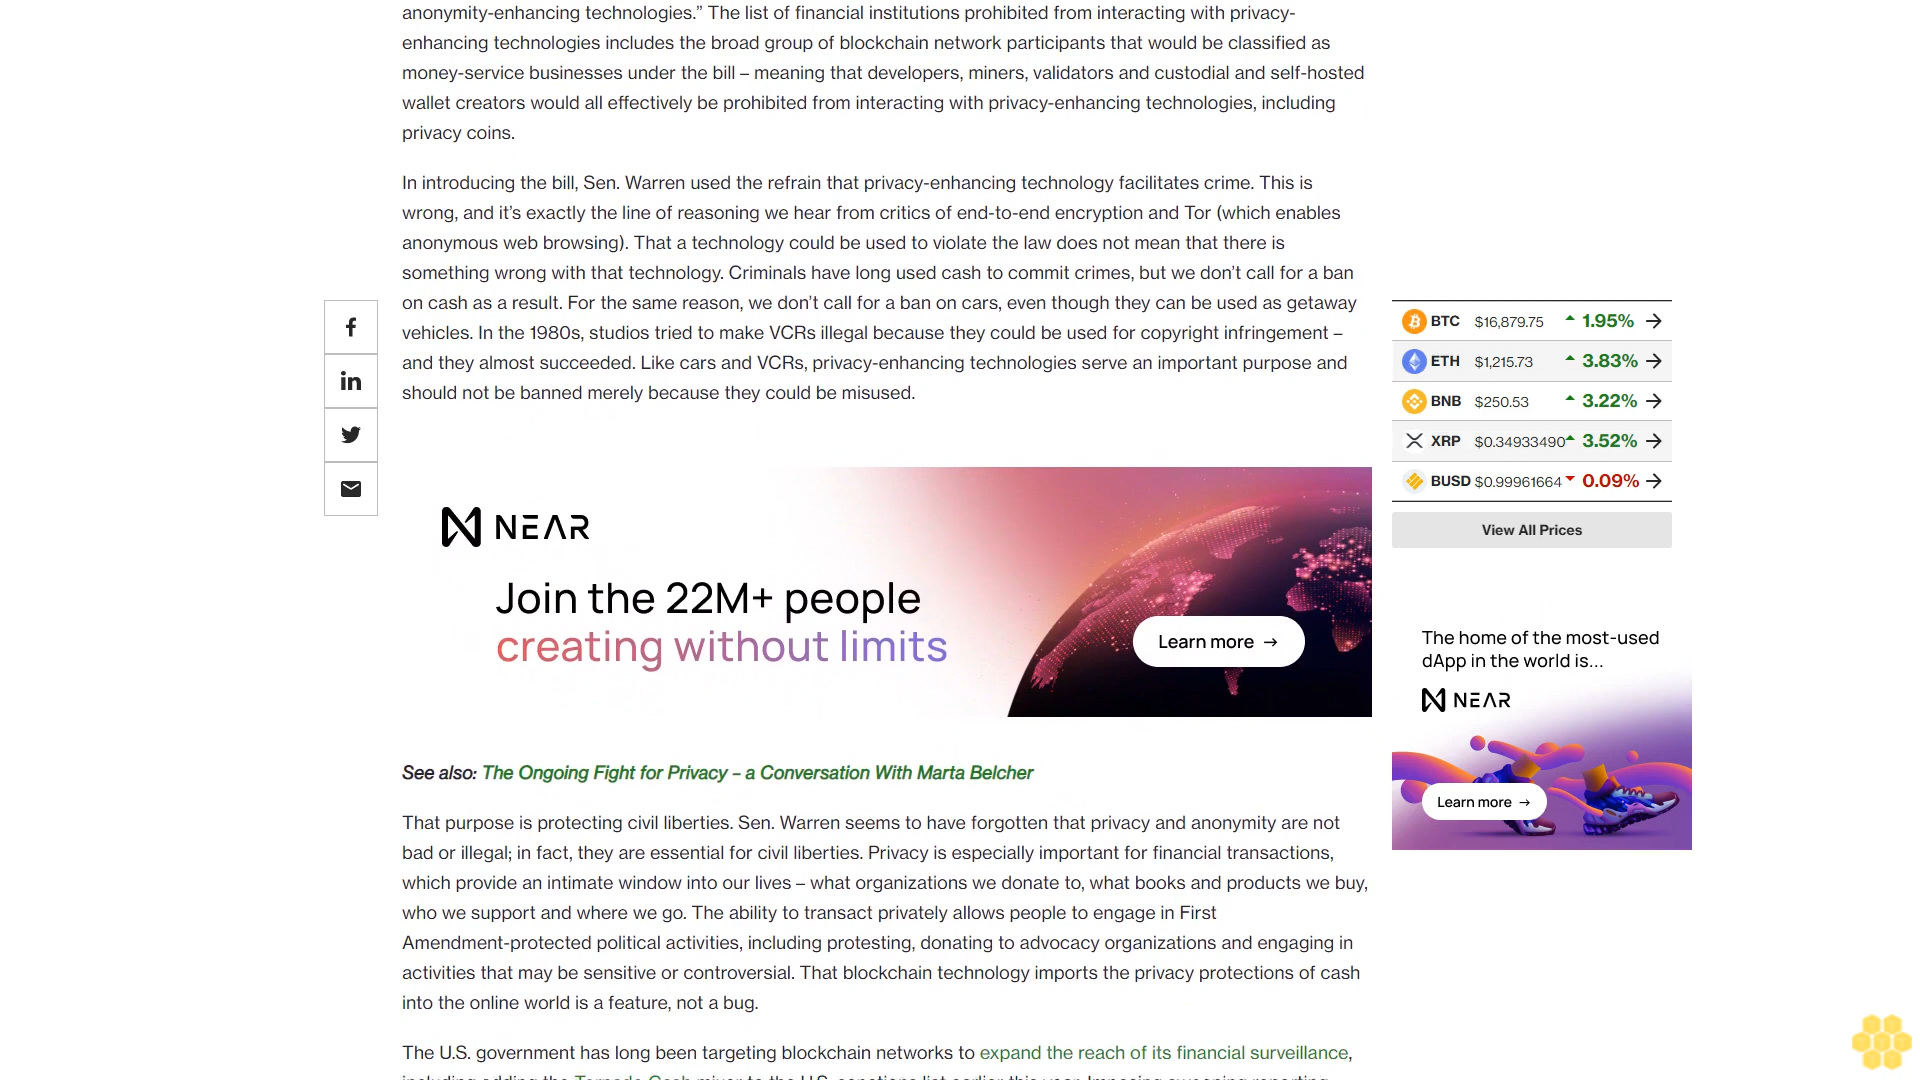 anonymity-enhancing technologies.” The list of financial institutions prohibited from interacting with privacy-
enhancing technologies includes the broad group of blockchain network participants that would be classified as
money-service businesses under the bill – meaning that developers, miners, validators and custodial and self-hosted
wallet creators would all effectively be prohibited from interacting with privacy-enhancing technologies, including
privacy coins.
In introducing the bill, Sen. Warren used the refrain that privacy-enhancing technology facilitates crime. This is
wrong, and it’s exactly the line of reasoning we hear from critics of end-to-end encryption and Tor (which enables
anonymous web browsing). That a technology could be used to violate the law does not mean that there is
something wrong with that technology. Criminals have long used cash to commit crimes, but we don’t call for a ban
on cash as a result. For the same reason, we don’t call for a ban on cars, even though they can be used as getaway
vehicles. In the 1980s, studios tried to make VCRs illegal because they could be used for copyright infringement –
and they almost succeeded. Like cars and VCRs, privacy-enhancing technologies serve an important purpose and
should not be banned merely because they could be misused.
NEAR
Join the 22M+ people
creating without limits
Learn more →
See also: The Ongoing Fight for Privacy – a Conversation With Marta Belcher
That purpose is protecting civil liberties. Sen. Warren seems to have forgotten that privacy and anonymity are not
bad or illegal; in fact, they are essential for civil liberties. Privacy is especially important for financial transactions,
which provide an intimate window into our lives – what organizations we donate to, what books and products we buy,
who we support and where we go. The ability to transact privately allows people to engage in First
Amendment-protected political activities, including protesting, donating to advocacy organizations and engaging in
activities that may be sensitive or controversial. That blockchain technology imports the privacy protections of cash
into the online world is a feature, not a bug.
The U.S. government has long been targeting blockchain networks to expand the reach of its financial surveillance,
including adding the Tornado Cash mixer to the U.S. sanctions list earlier this year. Imposing sweeping reporting
BTC $16,879.75 1.95% →
ETH $1,215.73 3.83% →
BNB $250.53 3.22% →
XRP $0.34933490 3.52% →
BUSD $0.99961664 0.09% →
View All Prices
The home of the most-used
dApp in the world is...
NEAR
Learn more →